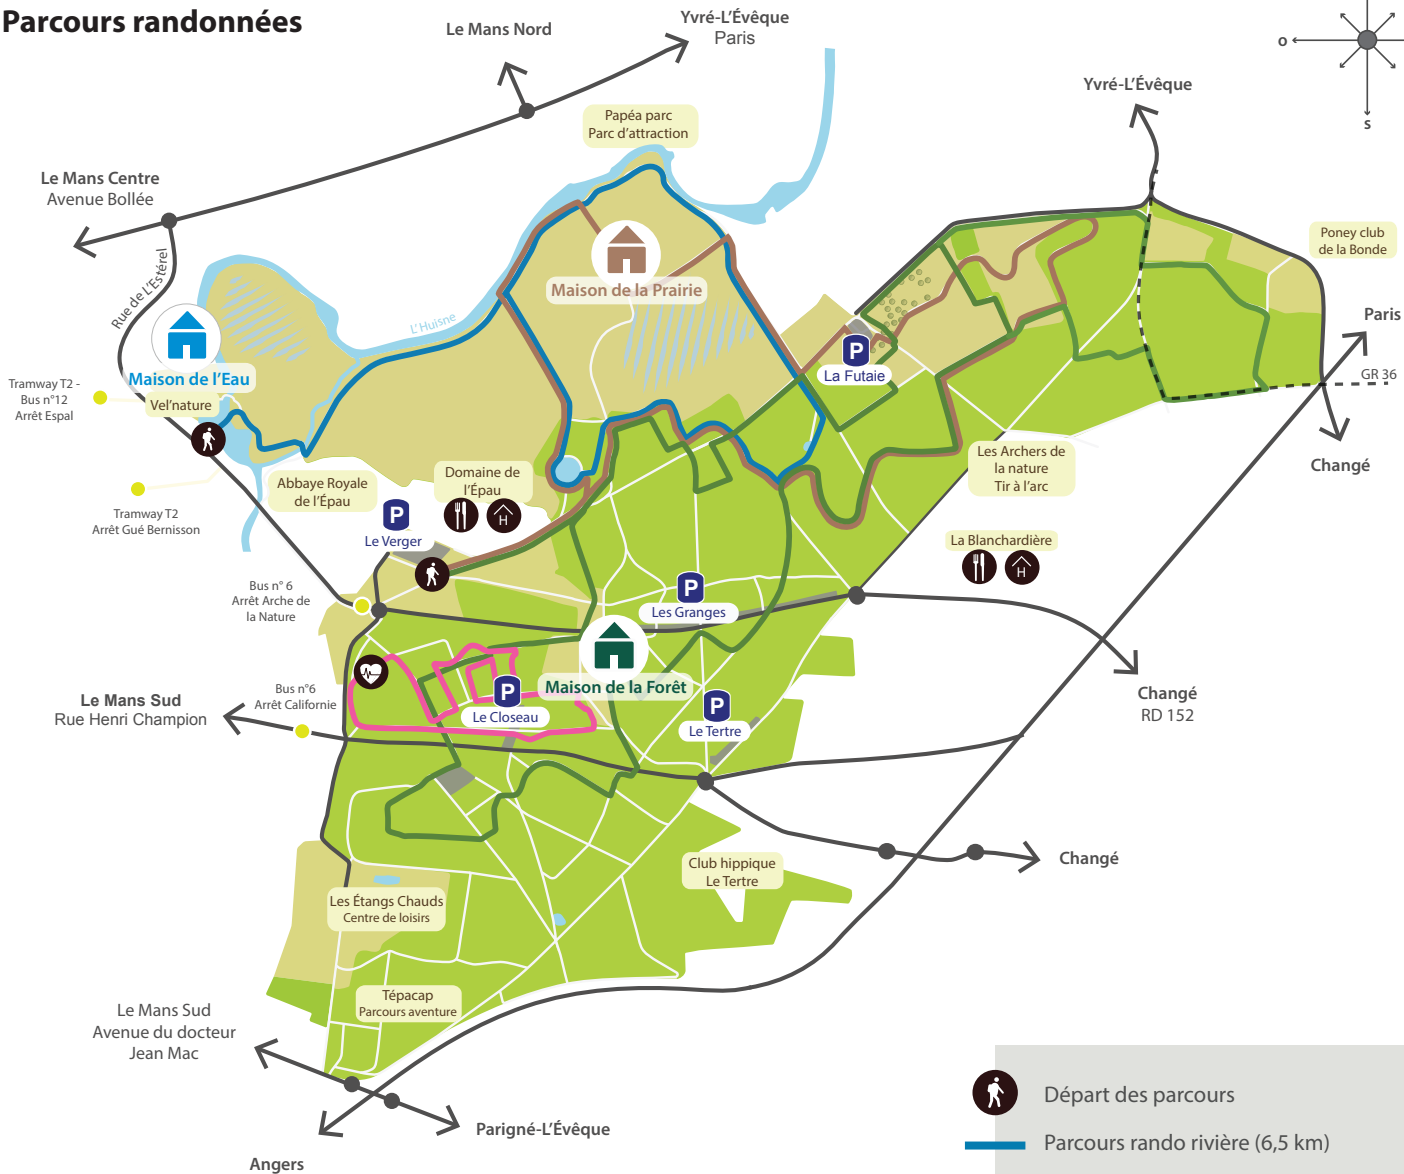 Parcours randonnées
Le Mans Nord
Yvré-L'Évêque
Paris
O
S
Yvré-L'Évêque
Papéa parc
Parc d'attraction
Le Mans Centre
Avenue Bollée
Rue de L'Estérel
Poney club
de la Bonde
Maison de la Prairie
L'Huisne
Paris
GR 36
P
La Futaie
Maison de l'Eau
Vel'nature
Tramway T2 -
Bus n°12
Arrêt Espal
Changé
Les Archers de
la nature
Tir à l'arc
Abbaye Royale
de l'Épau
Domaine de
l'Épau
H
Tramway T2
Arrêt Gué Bernisson
P
Le Verger
La Blanchardière
H
Bus n° 6
Arrêt Arche de
la Nature
P
Les Granges
Maison de la Forêt
Bus n°6
Arrêt Californie
Le Mans Sud
Rue Henri Champion
P
Le Closeau
P
Le Tertre
Changé
RD 152
Changé
Club hippique
Le Tertre
Les Étangs Chauds
Centre de loisirs
Tépacap
Parcours aventure
Le Mans Sud
Avenue du docteur
Jean Mac
Parigné-L'Évêque
Angers
Départ des parcours
Parcours rando rivière (6,5 km)